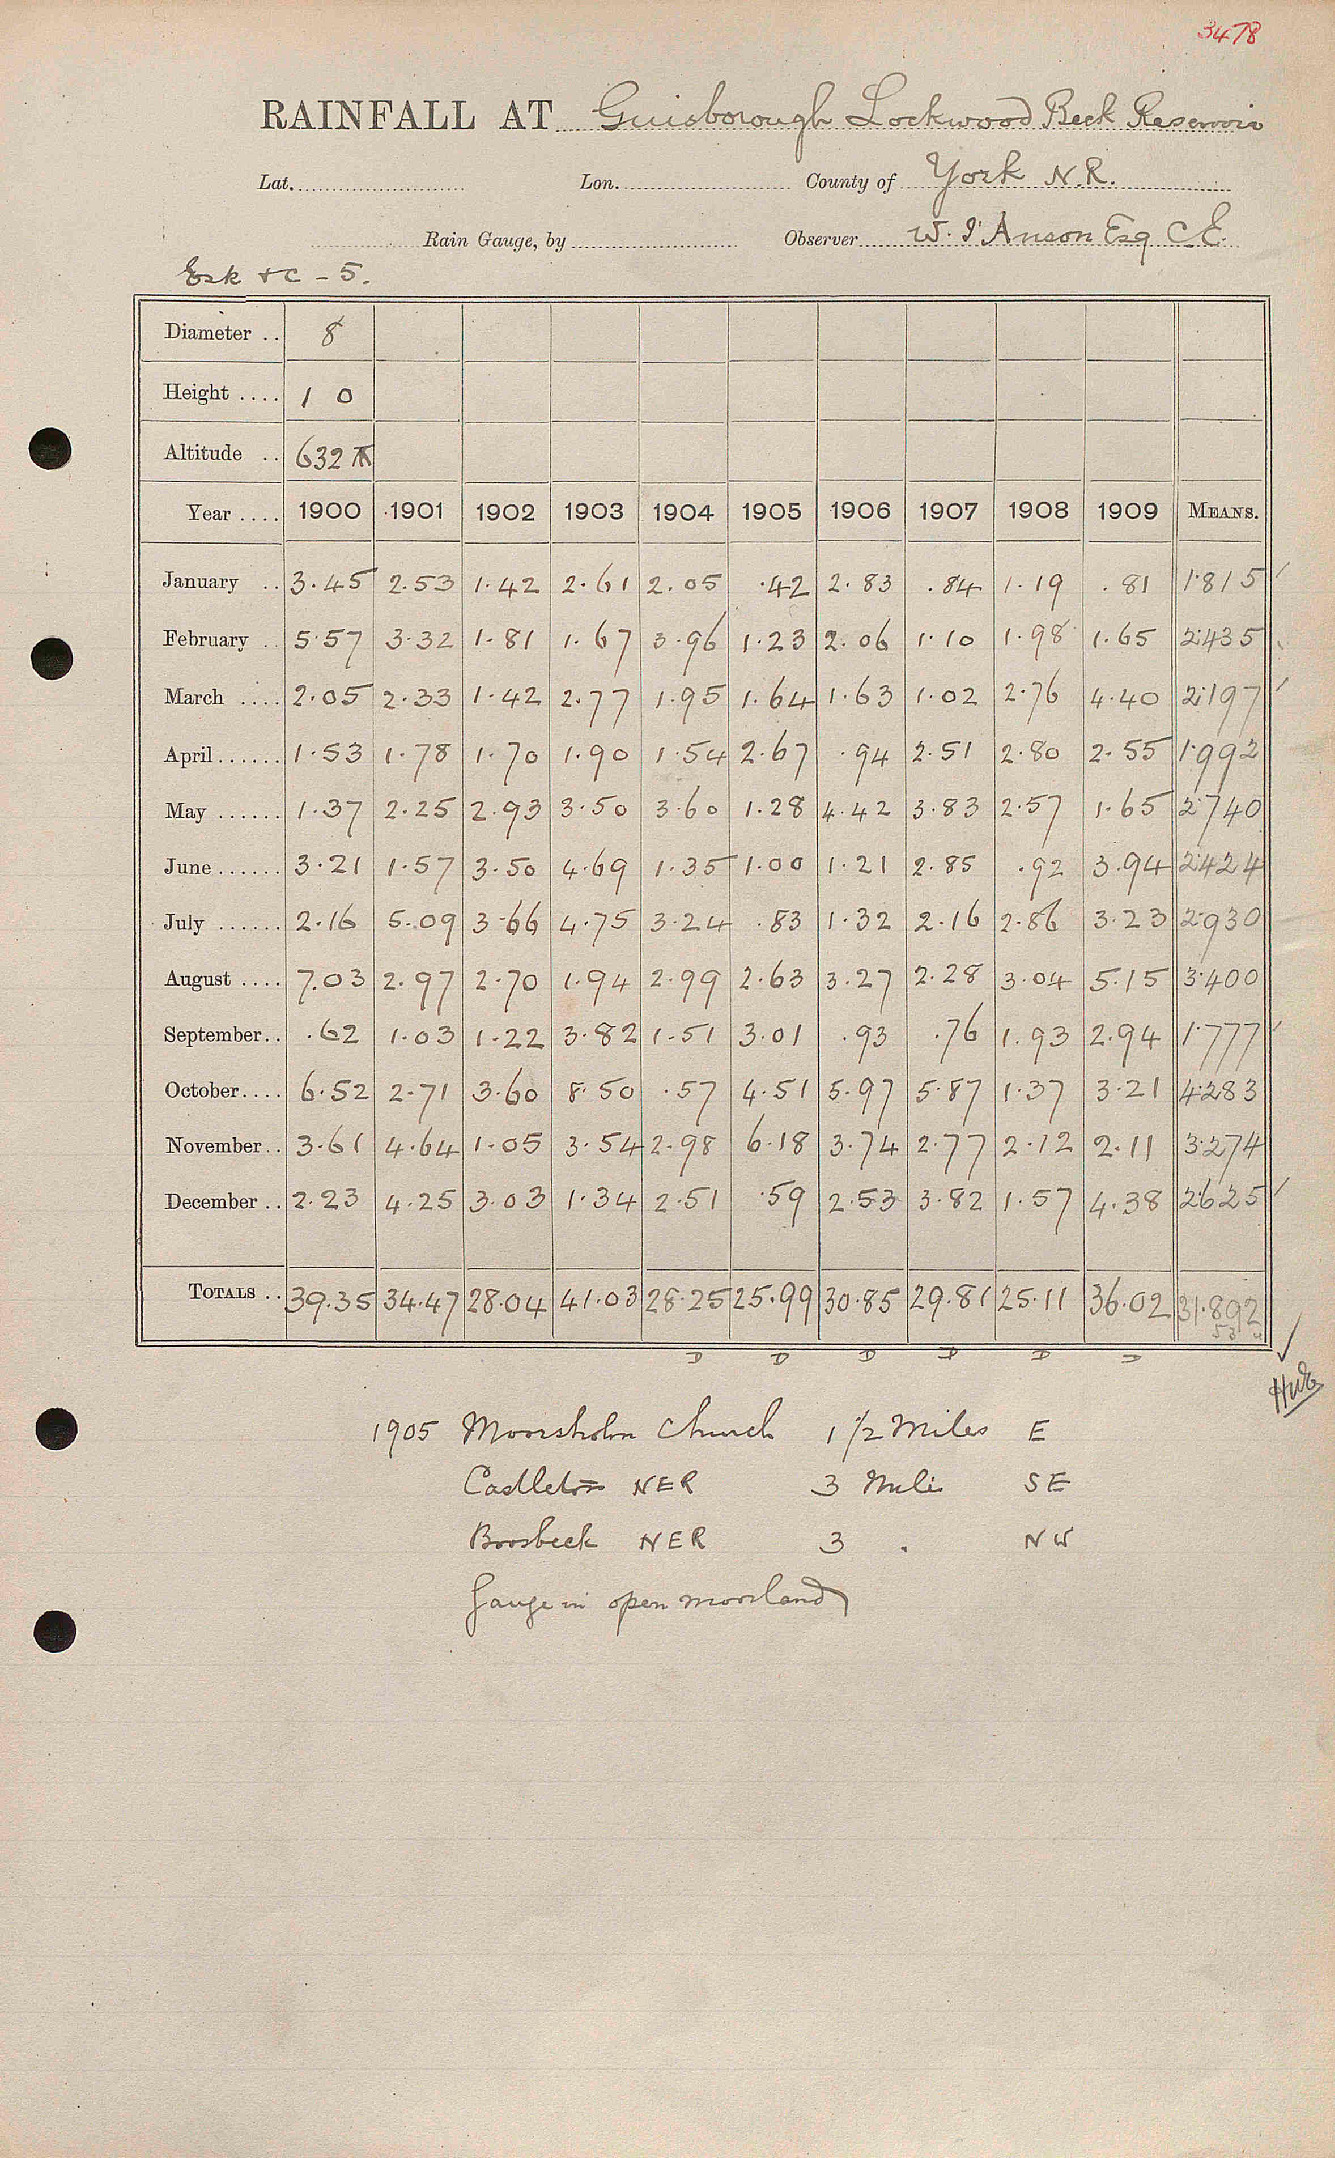 3478
RAINFALL AT Guisborough Lockwood Beck Reservoir
Lat. Lon. County of York N.R.
Rain Gauge, by Observer W. I'Anson Esq C.E.
Esk &c - 5.
Diameter .. 8
Height .... 1 0
Altitude .. 632
Year .... 1900 1901 1902 1903 1904 1905 1906 1907 1908 1909 MEANS.
January .. 3.45 2.53 1.42 2.61 2.05 .42 2.83 .84 1.19 .81 1.815
February .. 5.57 3.32 1.81 1.67 3.96 1.23 2.06 1.10 1.98 1.65 2.435
March .... 2.05 2.33 1.42 2.77 1.95 1.64 1.63 1.02 2.76 4.40 2.197
April ...... 1.53 1.78 1.70 1.90 1.54 2.67 .94 2.51 2.80 2.55 1.992
May ...... 1.37 2.25 2.93 3.50 3.60 1.28 4.42 3.83 2.57 1.65 2.740
June ...... 3.21 1.57 3.50 4.69 1.35 1.00 1.21 2.85 .92 3.94 2.424
July ...... 2.16 5.09 3.66 4.75 3.24 .83 1.32 2.16 2.86 3.23 2.930
August .... 7.03 2.97 2.70 1.94 2.99 2.63 3.27 2.28 3.04 5.15 3.400
September .. .62 1.03 1.22 3.82 1.51 3.01 .93 .76 1.93 2.94 1.777
October .... 6.52 2.71 3.60 8.50 .57 4.51 5.97 5.87 1.37 3.21 4.283
November .. 3.61 4.64 1.05 3.54 2.98 6.18 3.74 2.77 2.12 2.11 3.274
December .. 2.23 4.25 3.03 1.34 2.51 .59 2.53 3.82 1.57 4.38 2.625
TOTALS .. 39.35 34.47 28.04 41.03 28.25 25.99 30.85 29.81 25.11 36.02 31.892
D D D D D D
1905 Moorsholm Church 1 1/2 Miles E
Castleton NER 3 Miles SE
Boosbeck NER 3 . NW
Gauge in open moorland